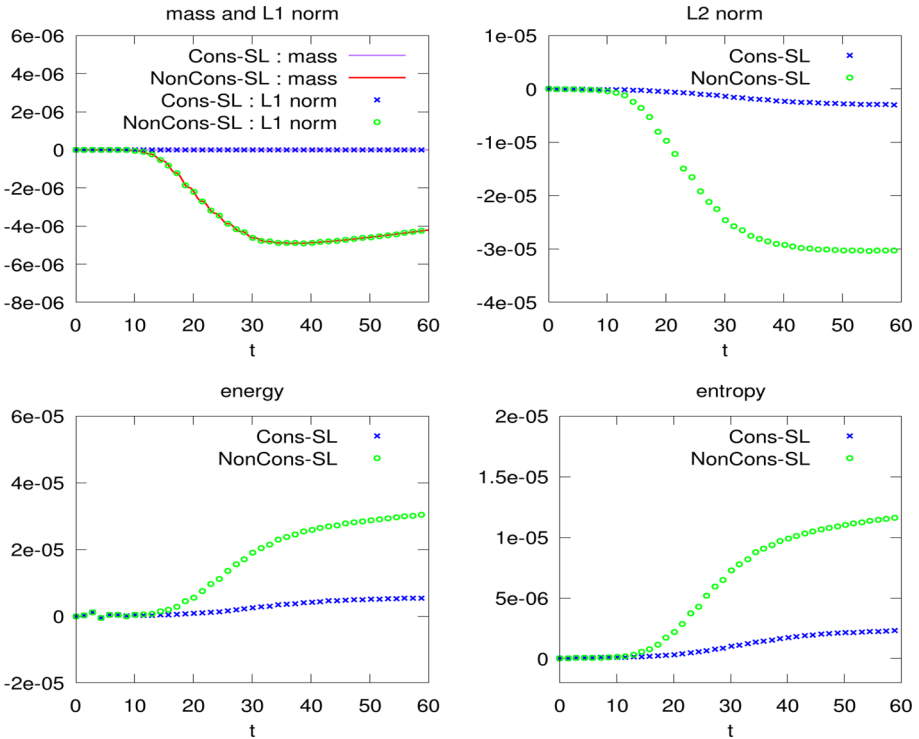 mass and L1 norm
6e-06
4e-06
2e-06
0
-2e-06
-4e-06
-6e-06
-8e-06
Cons-SL : mass
NonCons-SL : mass
Cons-SL : L1 norm
NonCons-SL : L1 norm
0 10 20 30 40 50 60
t
L2 norm
1e-05
0
-1e-05
-2e-05
-3e-05
-4e-05
Cons-SL
NonCons-SL
0 10 20 30 40 50 60
t
energy
6e-05
4e-05
2e-05
0
-2e-05
Cons-SL
NonCons-SL
0 10 20 30 40 50 60
t
entropy
2e-05
1.5e-05
1e-05
5e-06
0
Cons-SL
NonCons-SL
0 10 20 30 40 50 60
t